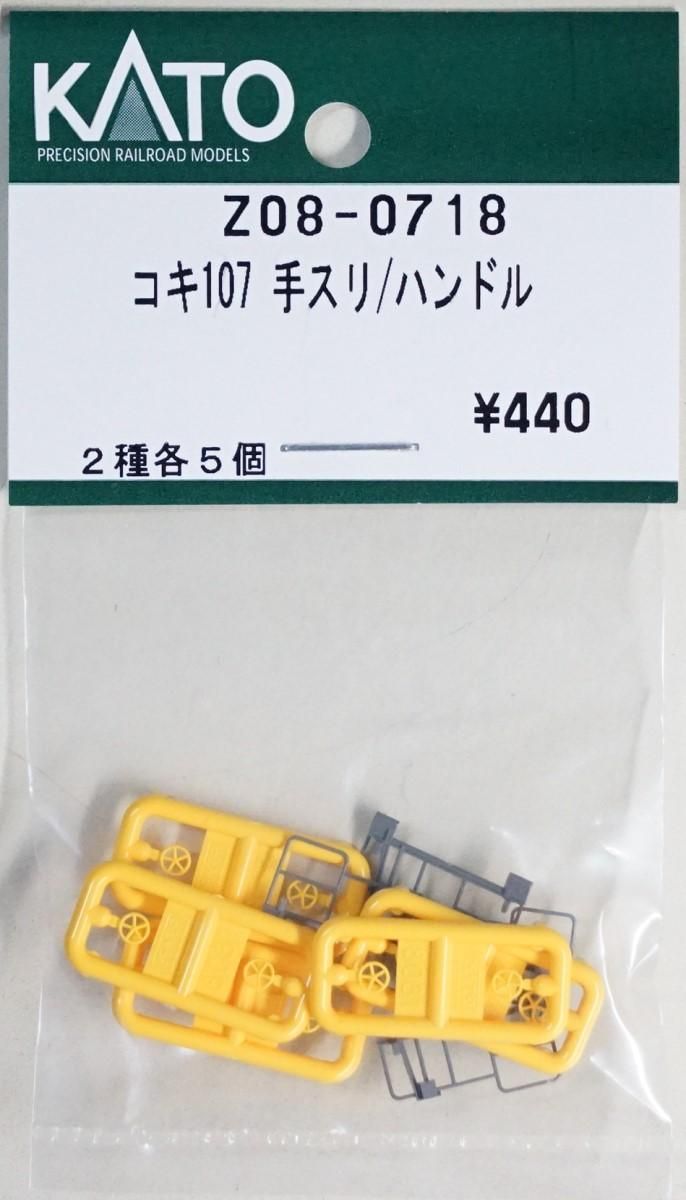 KATO
PRECISION RAILROAD MODELS
Z08-0718
コキ107 手スリ/ハンドル
¥440
２種各５個